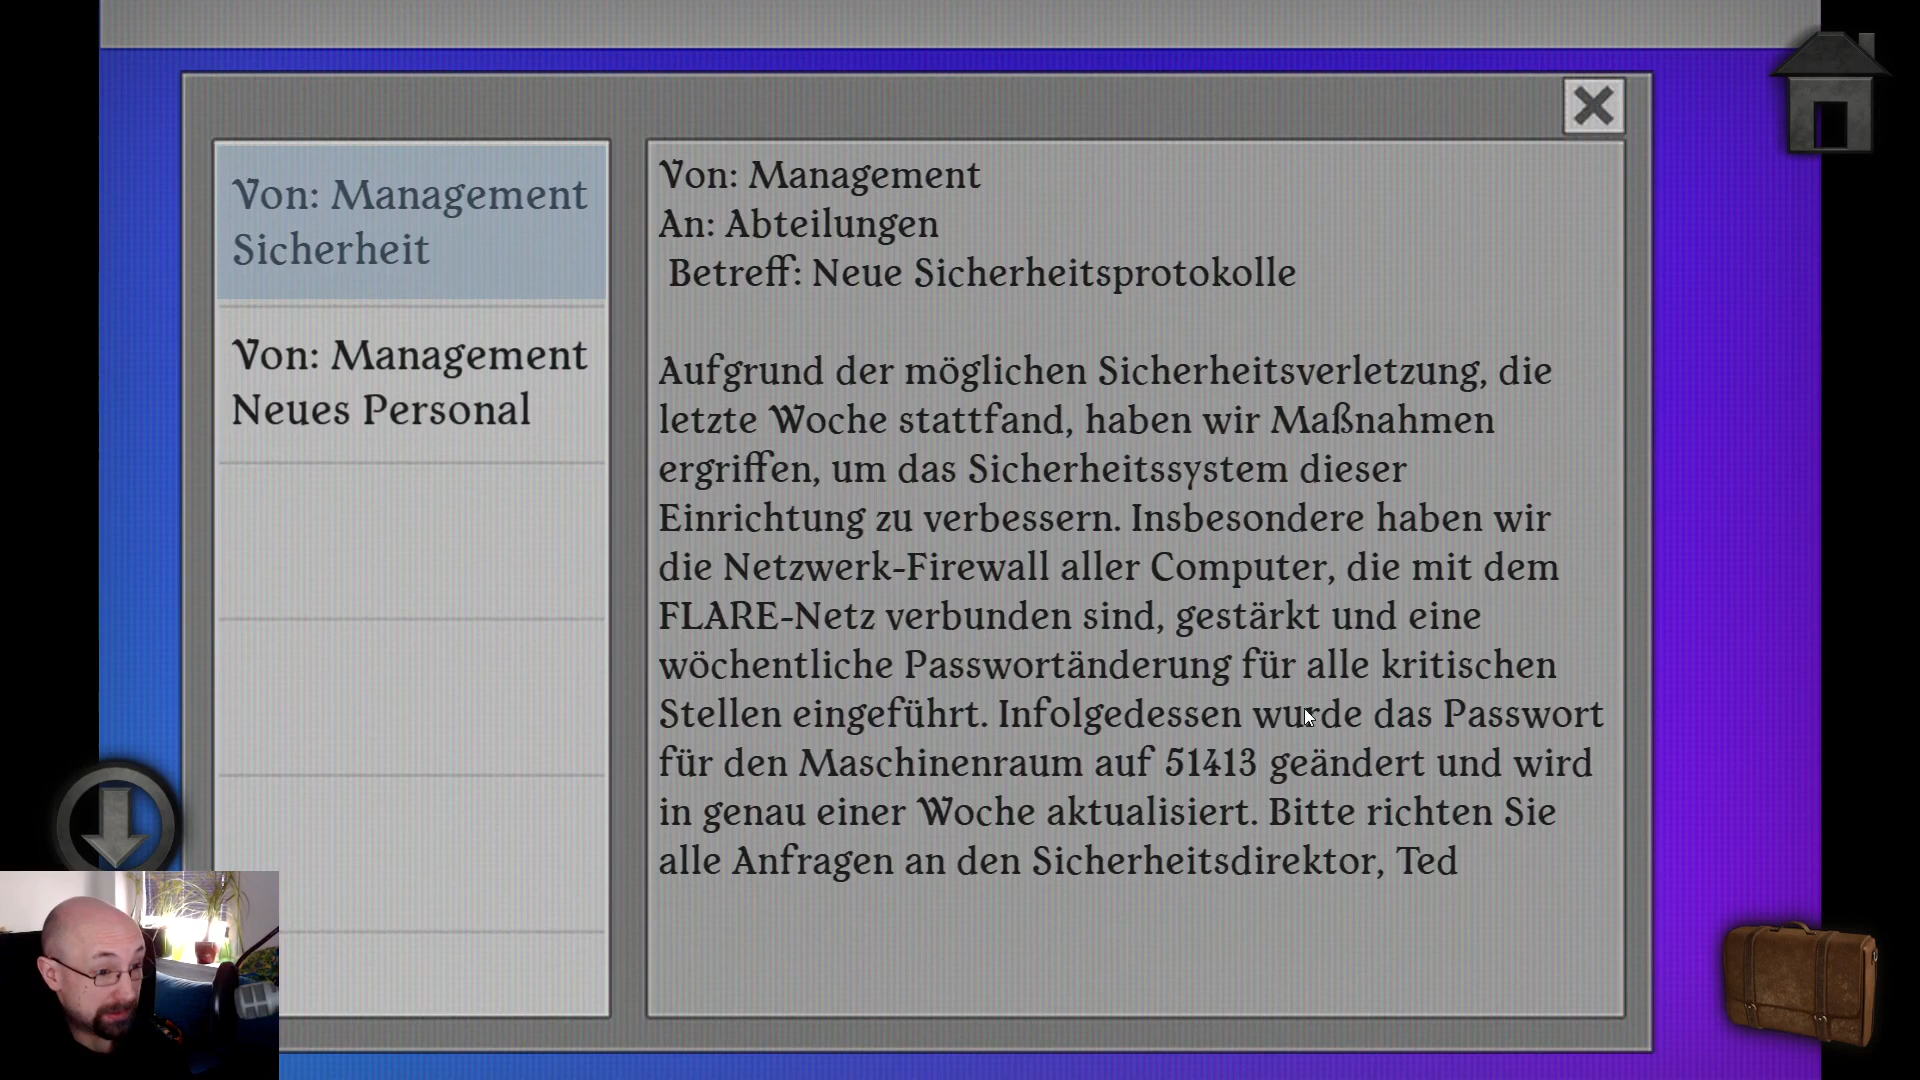 Von: Management
Sicherheit
Von: Management
Neues Personal
Von: Management
An: Abteilungen
Betreff: Neue Sicherheitsprotokolle
Aufgrund der möglichen Sicherheitsverletzung, die
letzte Woche stattfand, haben wir Maßnahmen
ergriffen, um das Sicherheitssystem dieser
Einrichtung zu verbessern. Insbesondere haben wir
die Netzwerk-Firewall aller Computer, die mit dem
FLARE-Netz verbunden sind, gestärkt und eine
wöchentliche Passwortänderung für alle kritischen
Stellen eingeführt. Infolgedessen wurde das Passwort
für den Maschinenraum auf 51413 geändert und wird
in genau einer Woche aktualisiert. Bitte richten Sie
alle Anfragen an den Sicherheitsdirektor, Ted